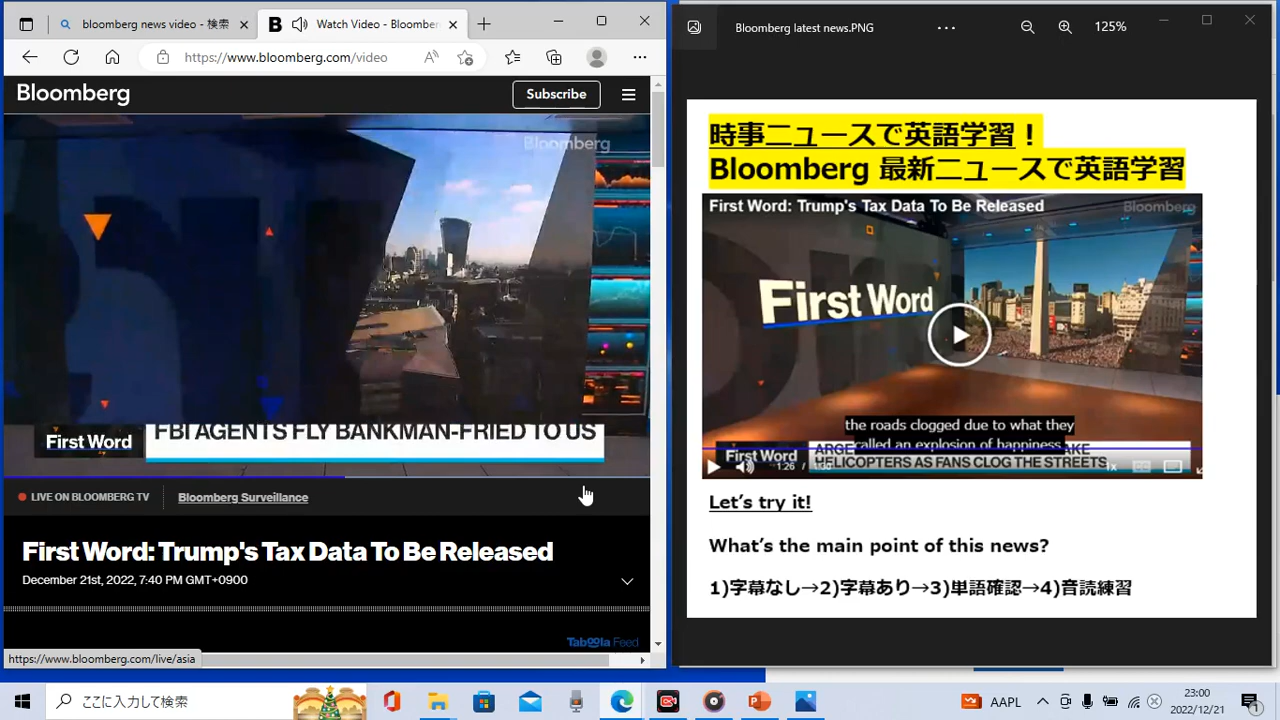 bloomberg news video - 検索
Watch Video - Bloomber
https://www.bloomberg.com/video
Bloomberg
Subscribe
Bloomberg
First Word
FBI AGENTS FLY BANKMAN-FRIED TO US
LIVE ON BLOOMBERG TV
Bloomberg Surveillance
First Word: Trump's Tax Data To Be Released
December 21st, 2022, 7:40 PM GMT+0900
Taboola Feed
https://www.bloomberg.com/live/asia
Bloomberg latest news.PNG
125%
時事ニュースで英語学習！
Bloomberg 最新ニュースで英語学習
First Word: Trump's Tax Data To Be Released
Bloomberg
First Word
the roads clogged due to what they
called an explosion of happiness
First Word
HELICOPTERS AS FANS CLOG THE STREETS
1:26 /
1x
Let's try it!
What's the main point of this news?
1)字幕なし→2)字幕あり→3)単語確認→4)音読練習
ここに入力して検索
AAPL
23:00
2022/12/21